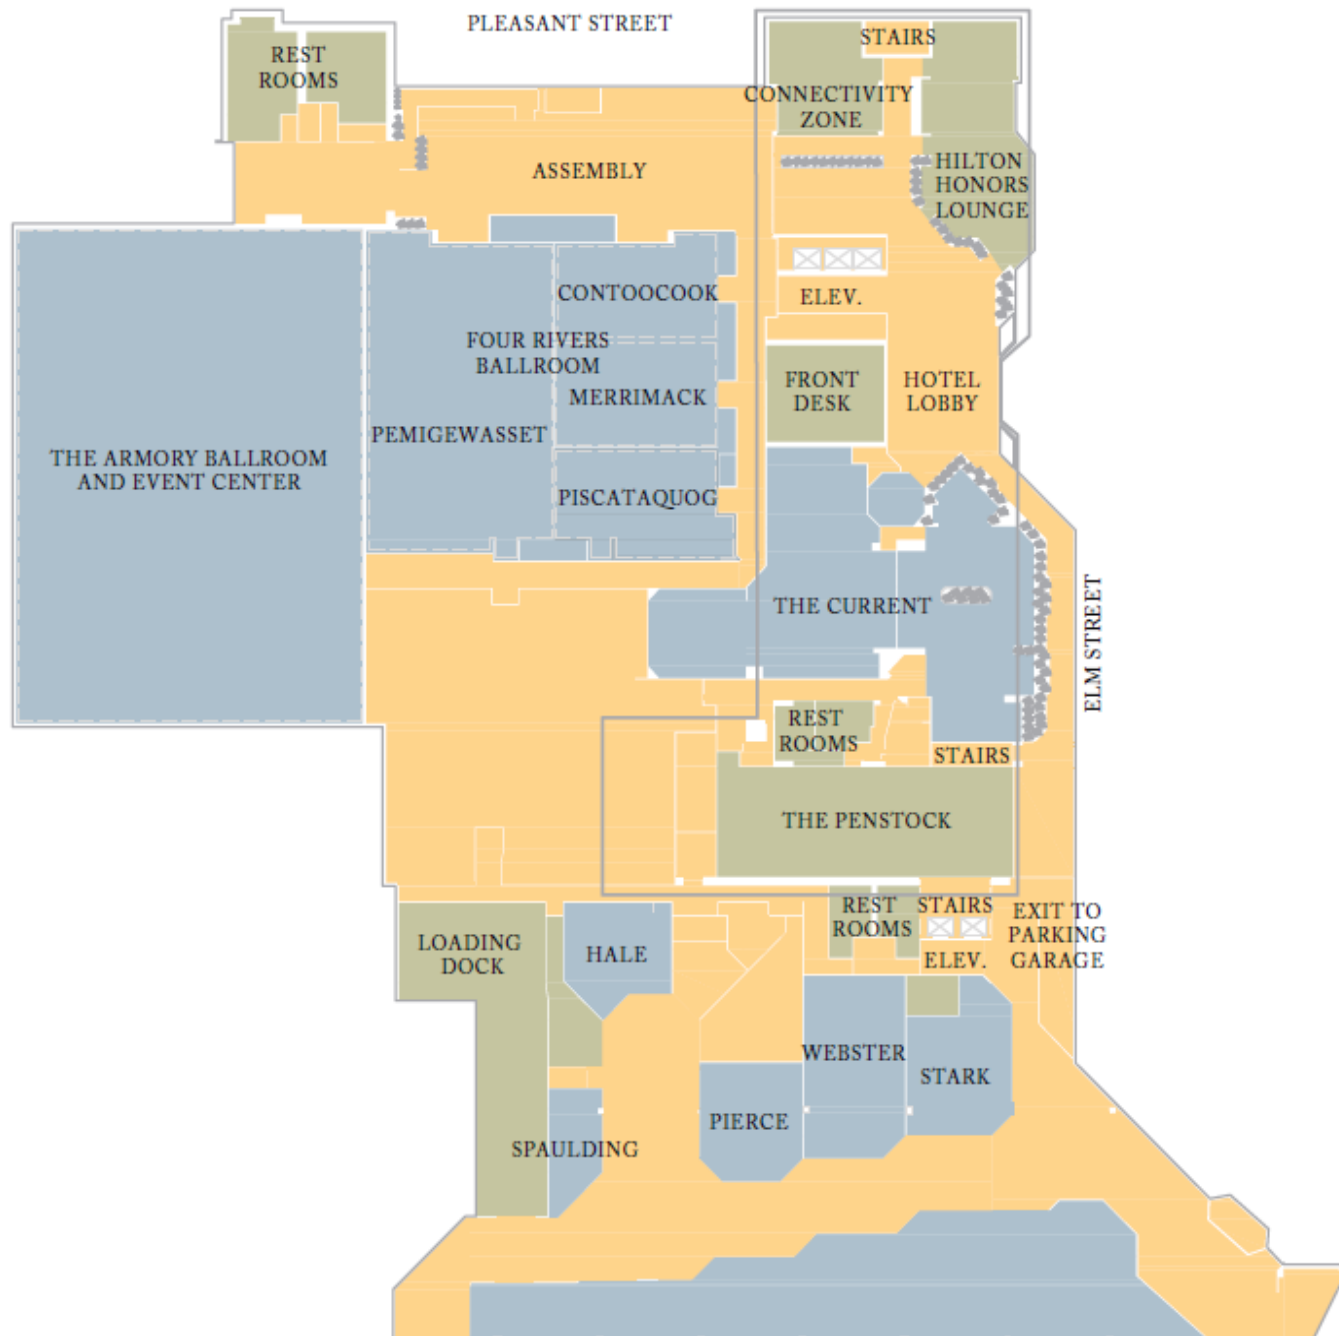 PLEASANT STREET
STAIRS
REST
ROOMS
CONNECTIVITY
ZONE
ASSEMBLY
HILTON
HONORS
LOUNGE
CONTOOCOOK
ELEV.
FOUR RIVERS
BALLROOM
FRONT
DESK
HOTEL
LOBBY
MERRIMACK
PEMIGEWASSET
THE ARMORY BALLROOM
AND EVENT CENTER
PISCATAQUOG
THE CURRENT
ELM STREET
REST
ROOMS
STAIRS
THE PENSTOCK
REST
ROOMS
STAIRS
EXIT TO
PARKING
GARAGE
LOADING
DOCK
HALE
ELEV.
WEBSTER
STARK
PIERCE
SPAULDING